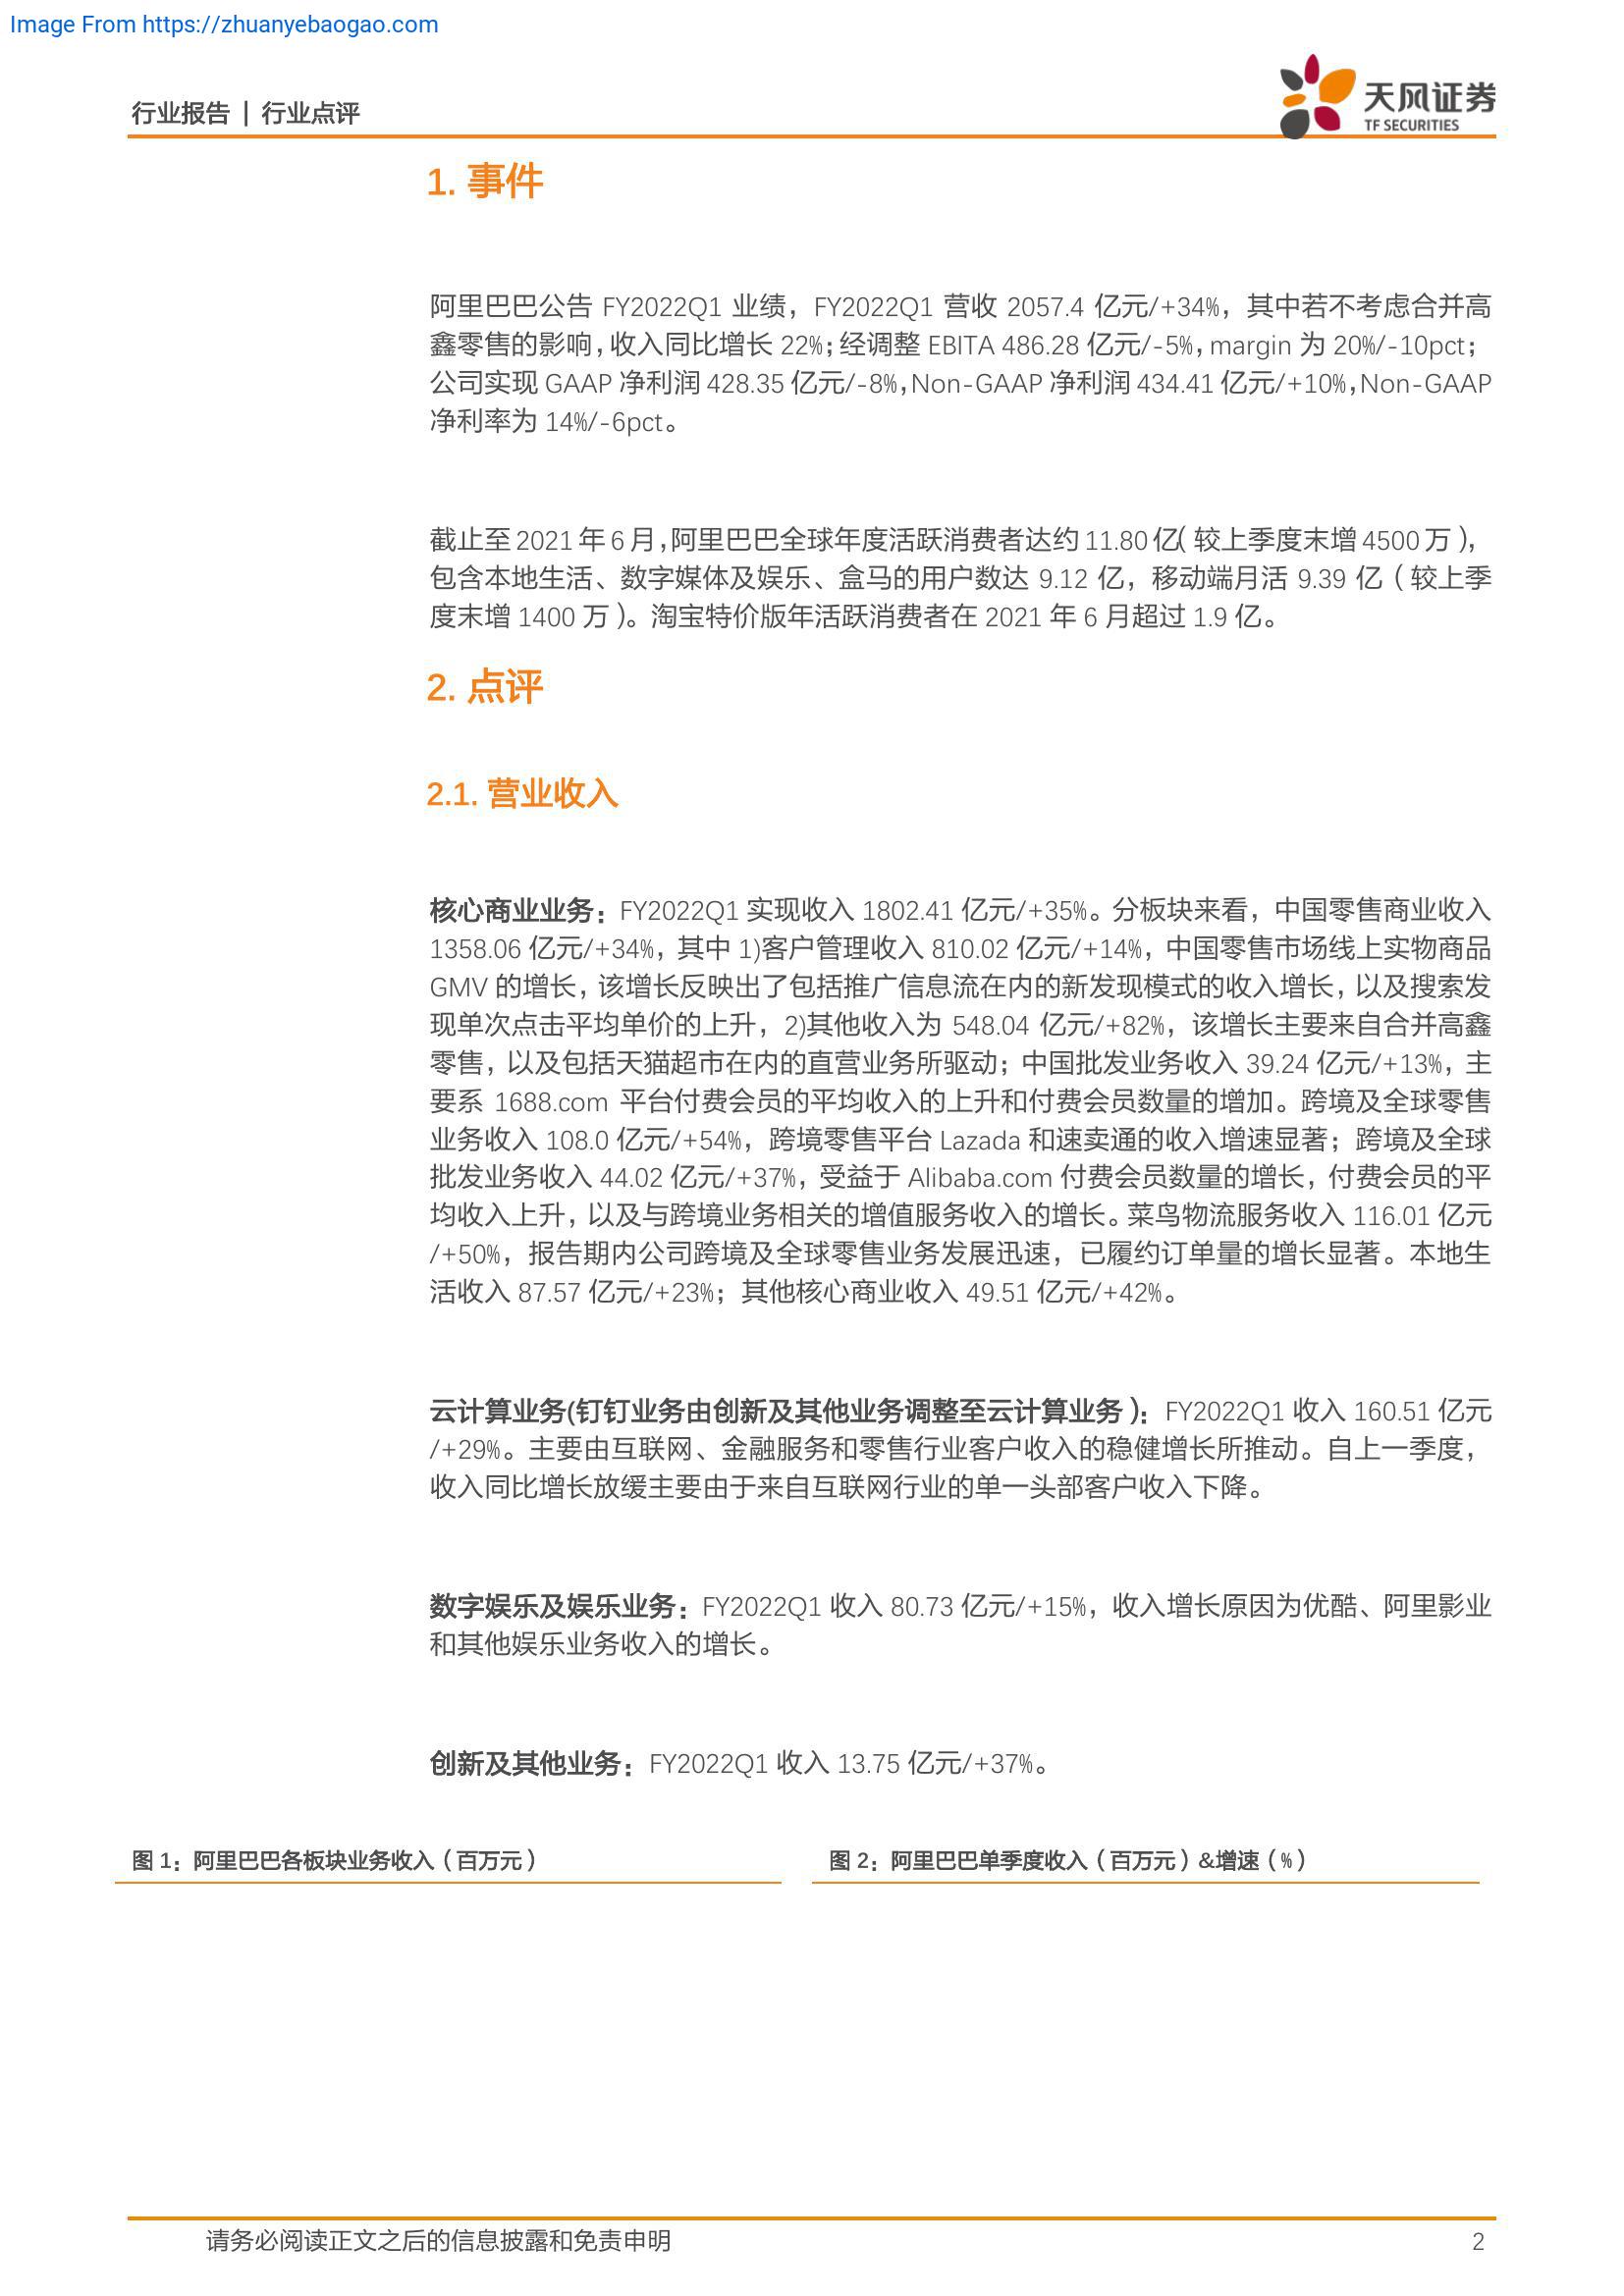 Image From https://zhuanyebaogao.com
行业报告 | 行业点评
天风证券
TF SECURITIES
1. 事件
阿里巴巴公告 FY2022Q1 业绩，FY2022Q1 营收 2057.4 亿元/+34%，其中若不考虑合并高
鑫零售的影响，收入同比增长 22%；经调整 EBITA 486.28 亿元/-5%，margin 为 20%/-10pct；
公司实现 GAAP 净利润 428.35 亿元/-8%，Non-GAAP 净利润 434.41 亿元/+10%，Non-GAAP
净利率为 14%/-6pct。
截止至 2021 年 6 月，阿里巴巴全球年度活跃消费者达约 11.80 亿（较上季度末增 4500 万），
包含本地生活、数字媒体及娱乐、盒马的用户数达 9.12 亿，移动端月活 9.39 亿（较上季
度末增 1400 万）。淘宝特价版年活跃消费者在 2021 年 6 月超过 1.9 亿。
2. 点评
2.1. 营业收入
核心商业业务：FY2022Q1 实现收入 1802.41 亿元/+35%。分板块来看，中国零售商业收入
1358.06 亿元/+34%，其中 1)客户管理收入 810.02 亿元/+14%，中国零售市场线上实物商品
GMV 的增长，该增长反映出了包括推广信息流在内的新发现模式的收入增长，以及搜索发
现单次点击平均单价的上升，2)其他收入为 548.04 亿元/+82%，该增长主要来自合并高鑫
零售，以及包括天猫超市在内的直营业务所驱动；中国批发业务收入 39.24 亿元/+13%，主
要系 1688.com 平台付费会员的平均收入的上升和付费会员数量的增加。跨境及全球零售
业务收入 108.0 亿元/+54%，跨境零售平台 Lazada 和速卖通的收入增速显著；跨境及全球
批发业务收入 44.02 亿元/+37%，受益于 Alibaba.com 付费会员数量的增长，付费会员的平
均收入上升，以及与跨境业务相关的增值服务收入的增长。菜鸟物流服务收入 116.01 亿元
/+50%，报告期内公司跨境及全球零售业务发展迅速，已履约订单量的增长显著。本地生
活收入 87.57 亿元/+23%；其他核心商业收入 49.51 亿元/+42%。
云计算业务(钉钉业务由创新及其他业务调整至云计算业务）：FY2022Q1 收入 160.51 亿元
/+29%。主要由互联网、金融服务和零售行业客户收入的稳健增长所推动。自上一季度，
收入同比增长放缓主要由于来自互联网行业的单一头部客户收入下降。
数字娱乐及娱乐业务：FY2022Q1 收入 80.73 亿元/+15%，收入增长原因为优酷、阿里影业
和其他娱乐业务收入的增长。
创新及其他业务：FY2022Q1 收入 13.75 亿元/+37%。
图 1：阿里巴巴各板块业务收入（百万元）
图 2：阿里巴巴单季度收入（百万元）&增速（%）
请务必阅读正文之后的信息披露和免责申明
2